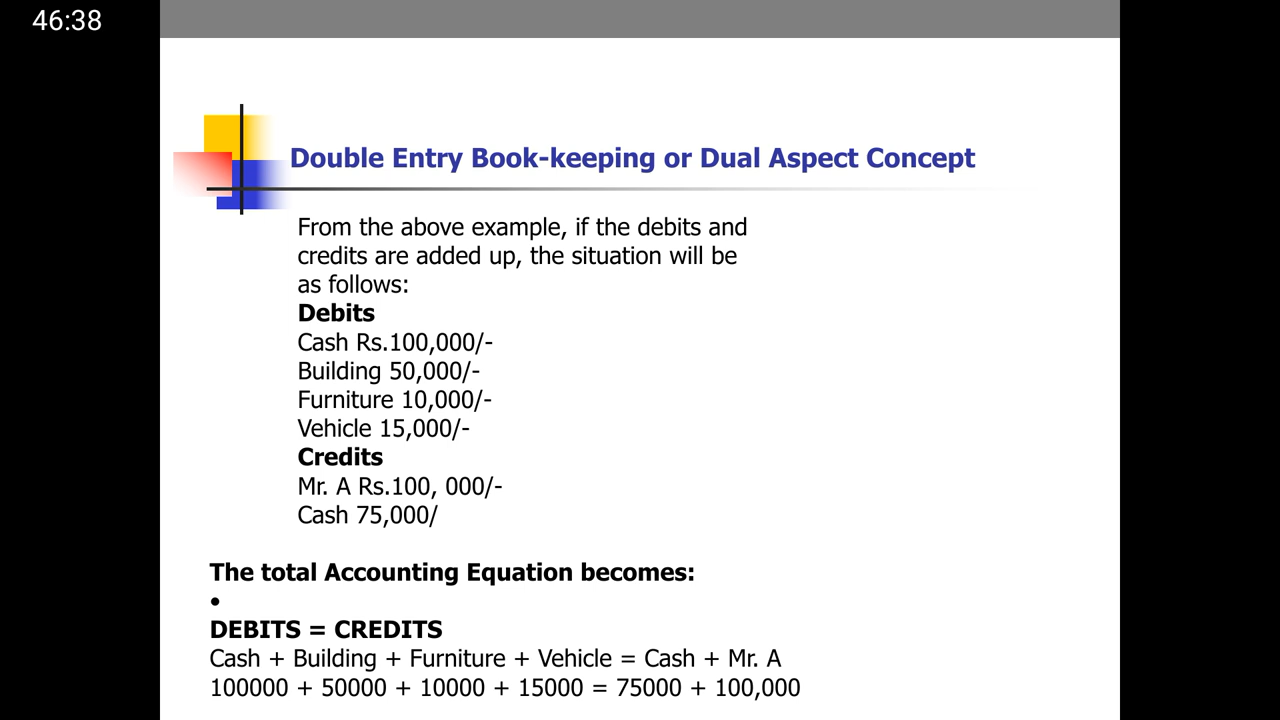 46:38
Double Entry Book-keeping or Dual Aspect Concept
From the above example, if the debits and
credits are added up, the situation will be
as follows:
Debits
Cash Rs.100,000/-
Building 50,000/-
Furniture 10,000/-
Vehicle 15,000/-
Credits
Mr. A Rs.100, 000/-
Cash 75,000/
The total Accounting Equation becomes:
•
DEBITS = CREDITS
Cash + Building + Furniture + Vehicle = Cash + Mr. A
100000 + 50000 + 10000 + 15000 = 75000 + 100,000